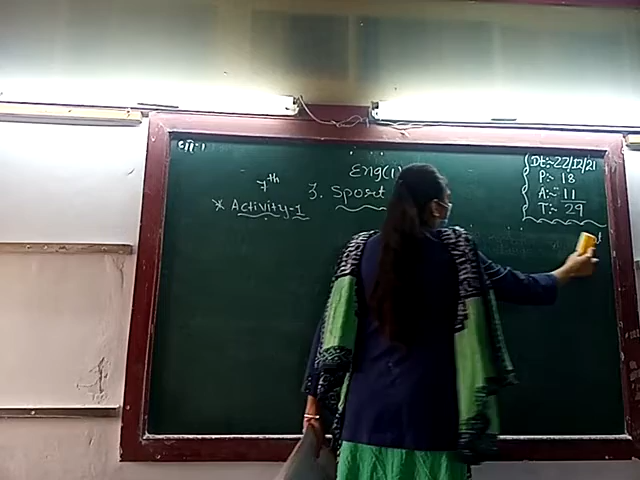 Eng(1)
7th
3. Sport
* Activity-1
Dt:- 22/12/21
P:- 18
A:- 11
T:- 29